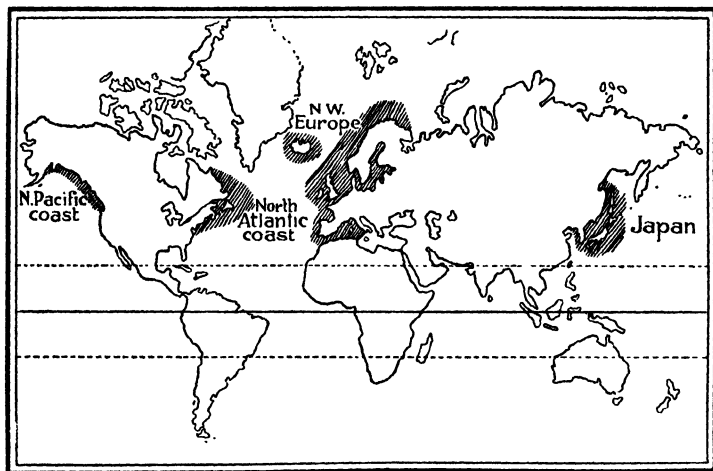 N W.
Europe
N. Pacific
coast
North
Atlantic
coast
Japan